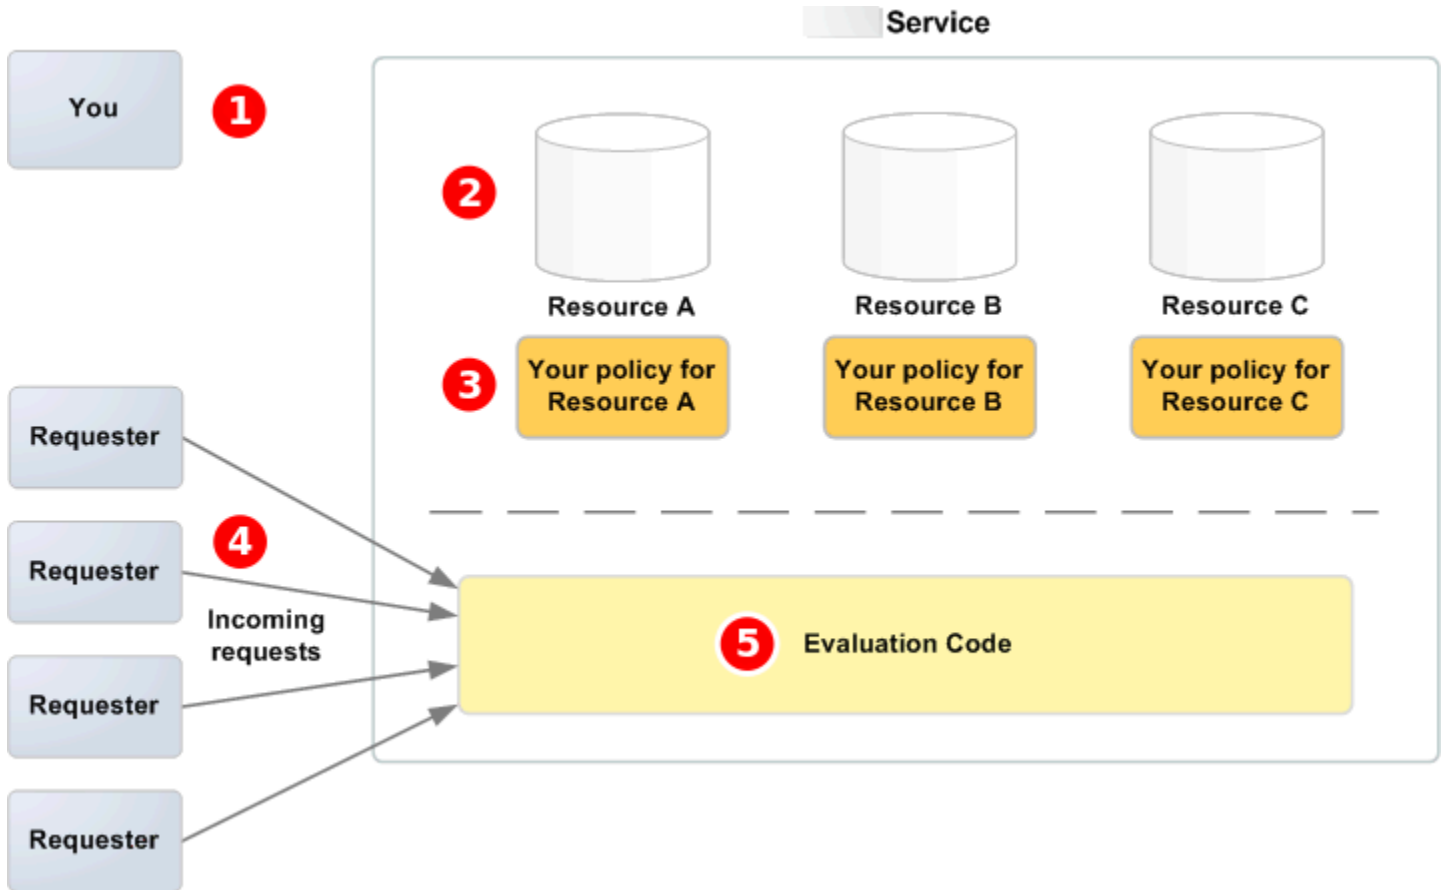 Service
You
1
2
Resource A
Resource B
Resource C
3
Your policy for
Resource A
Your policy for
Resource B
Your policy for
Resource C
Requester
4
Requester
Incoming
requests
5
Evaluation Code
Requester
Requester